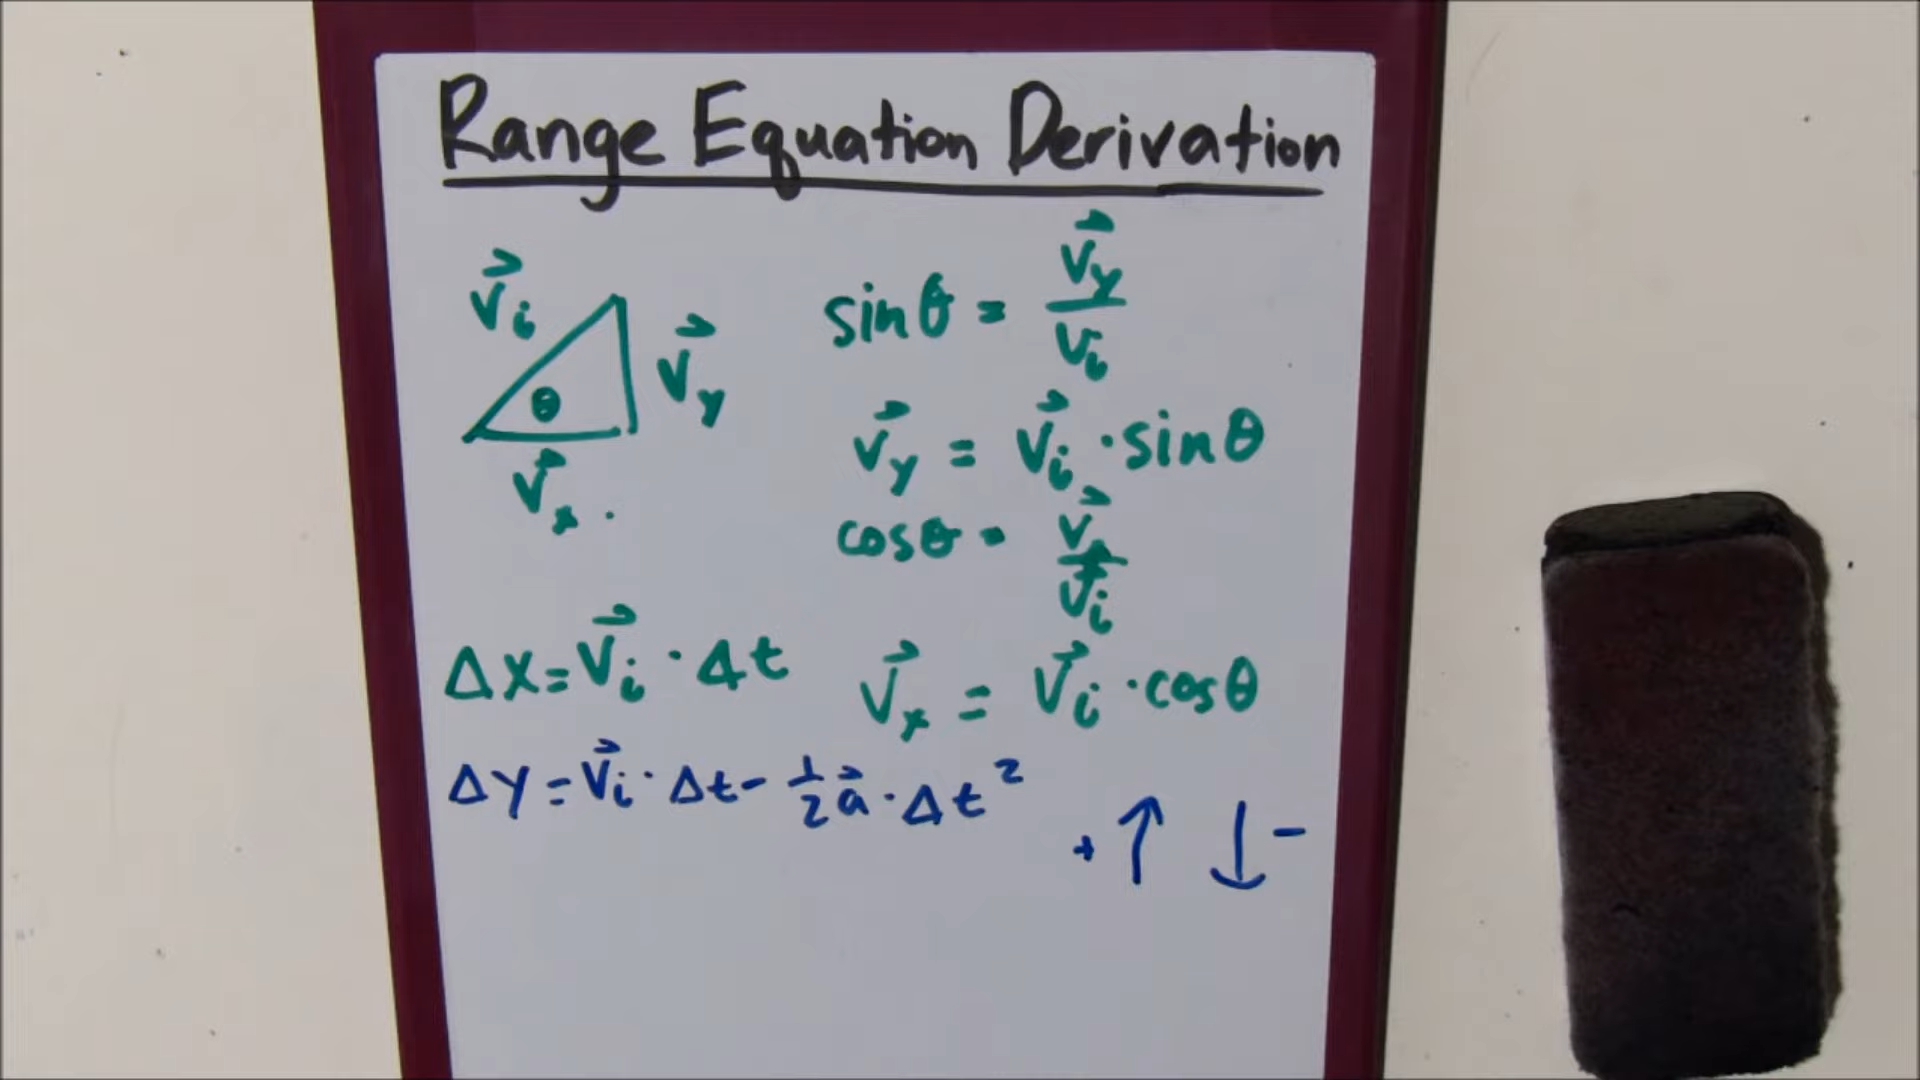 Range Equation Derivation
v⃗i
θ
v⃗y
v⃗x .
sinθ = v⃗y / vi
v⃗y = v⃗i · sinθ
cosθ = v⃗x / v⃗i
Δx = v⃗i · Δt
v⃗x = v⃗i · cosθ
Δy = v⃗i · Δt - 1/2 a⃗ · Δt²
+ ↑ ↓ -